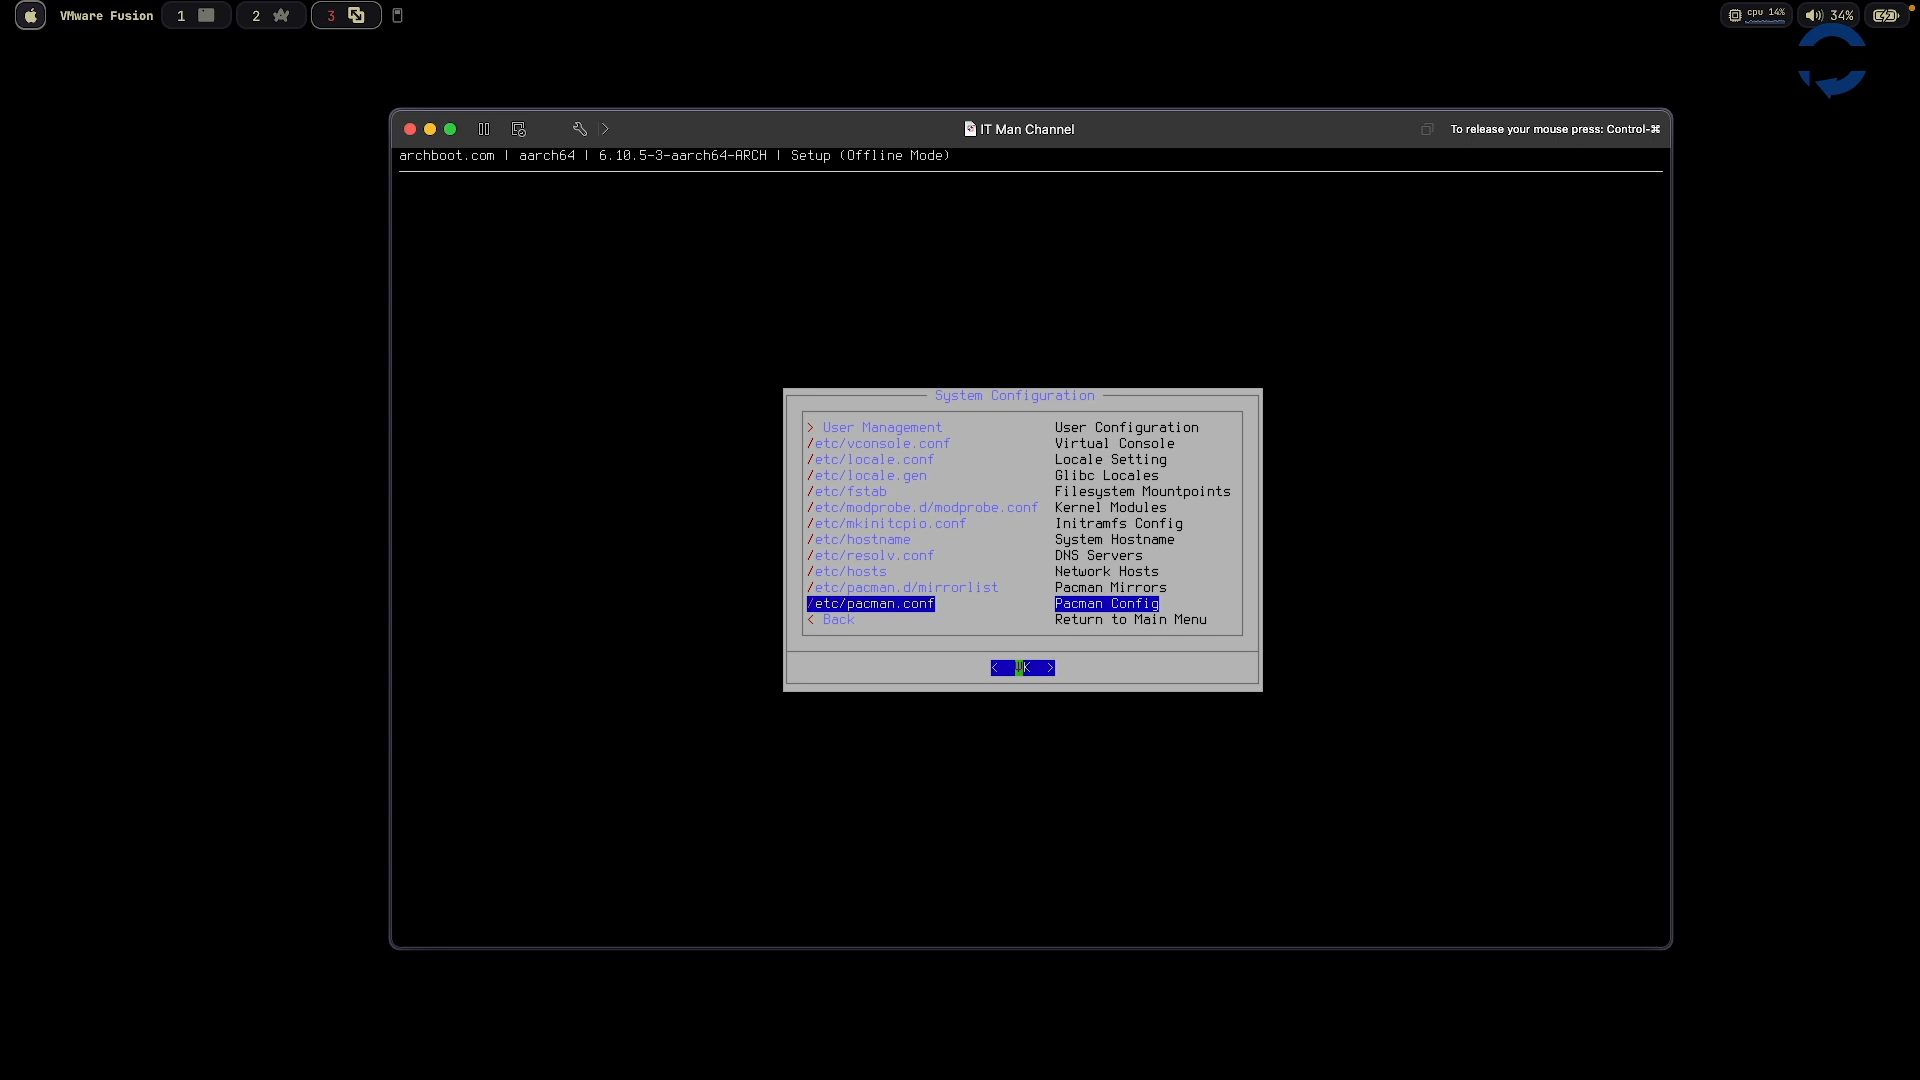 VMware Fusion 1 2 3 cpu 14% 34%
IT Man Channel To release your mouse press: Control-⌘
archboot.com | aarch64 | 6.10.5-3-aarch64-ARCH | Setup (Offline Mode)
System Configuration
> User Management User Configuration
/etc/vconsole.conf Virtual Console
/etc/locale.conf Locale Setting
/etc/locale.gen Glibc Locales
/etc/fstab Filesystem Mountpoints
/etc/modprobe.d/modprobe.conf Kernel Modules
/etc/mkinitcpio.conf Initramfs Config
/etc/hostname System Hostname
/etc/resolv.conf DNS Servers
/etc/hosts Network Hosts
/etc/pacman.d/mirrorlist Pacman Mirrors
/etc/pacman.conf Pacman Config
< Back Return to Main Menu
< OK >